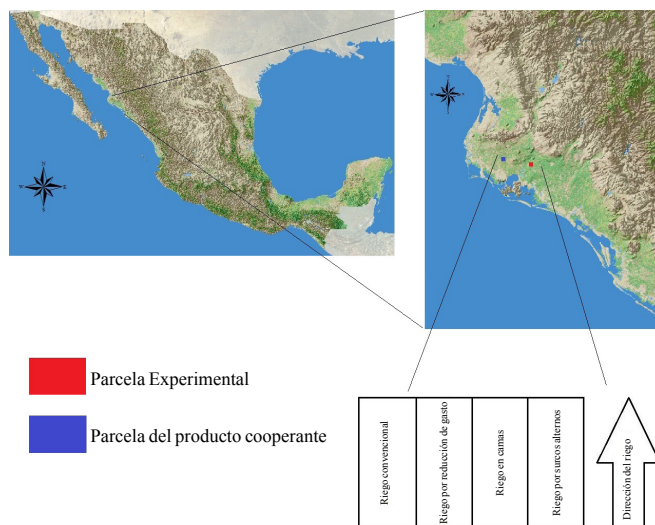 Parcela Experimental
Parcela del producto cooperante
Riego convencional
Riego por reducción de gasto
Riego en camas
Riego por surcos alternos
Dirección del riego